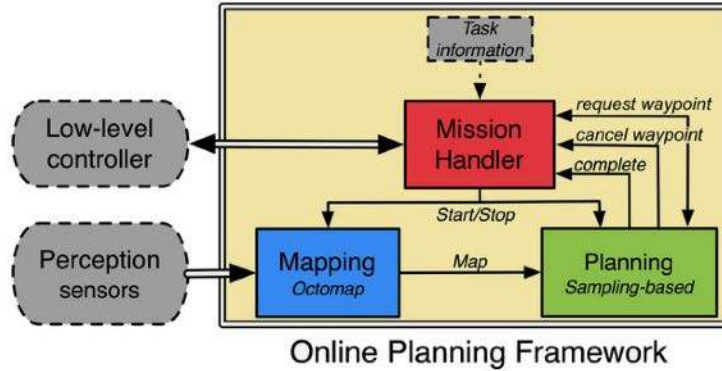 Task
information
Low-level
controller
Mission
Handler
request waypoint
cancel waypoint
complete
Start/Stop
Perception
sensors
Mapping
Octomap
Map
Planning
Sampling-based
Online Planning Framework